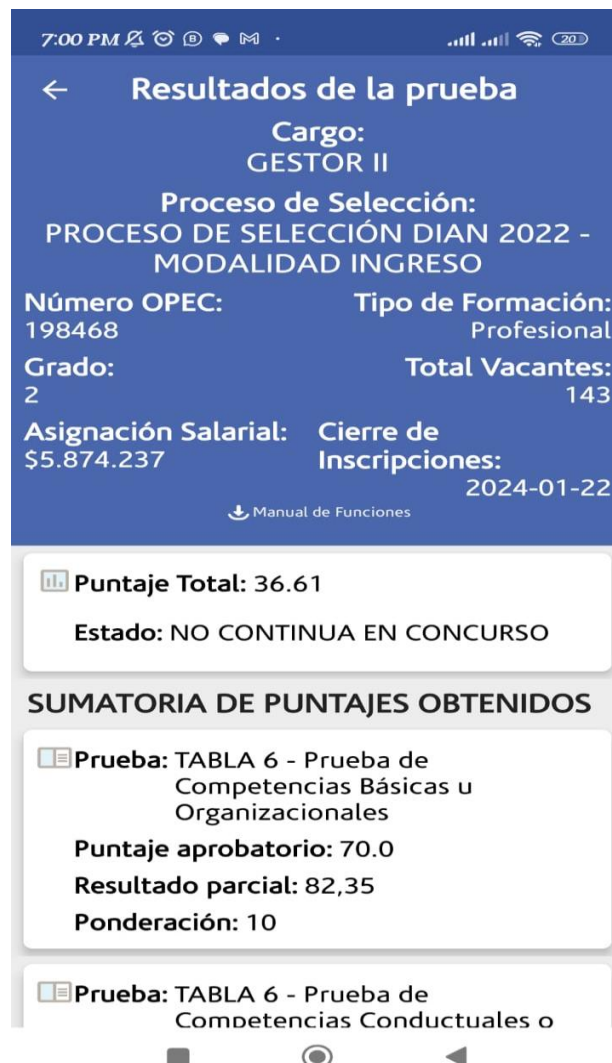 7:00 PM
20
Resultados de la prueba
Cargo:
GESTOR II
Proceso de Selección:
PROCESO DE SELECCIÓN DIAN 2022 -
MODALIDAD INGRESO
Número OPEC:
198468
Tipo de Formación:
Profesional
Grado:
2
Total Vacantes:
143
Asignación Salarial:
$5.874.237
Cierre de
Inscripciones:
2024-01-22
Manual de Funciones
Puntaje Total: 36.61
Estado: NO CONTINUA EN CONCURSO
SUMATORIA DE PUNTAJES OBTENIDOS
Prueba: TABLA 6 - Prueba de
Competencias Básicas u
Organizacionales
Puntaje aprobatorio: 70.0
Resultado parcial: 82,35
Ponderación: 10
Prueba: TABLA 6 - Prueba de
Competencias Conductuales o